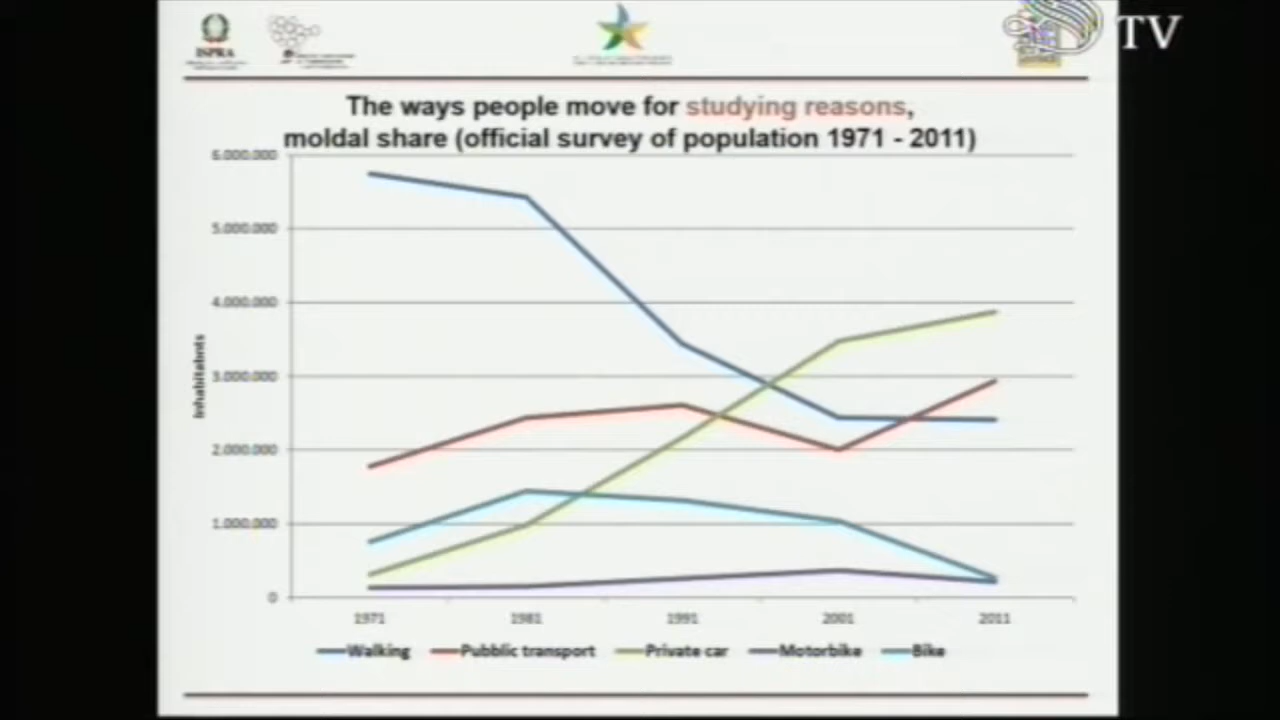 ISPRA
TV
The ways people move for studying reasons,
moldal share (official survey of population 1971 - 2011)
6.000.000
5.000.000
4.000.000
3.000.000
2.000.000
1.000.000
0
Inhabitabnts
1971 1981 1991 2001 2011
Walking Pubblic transport Private car Motorbike Bike